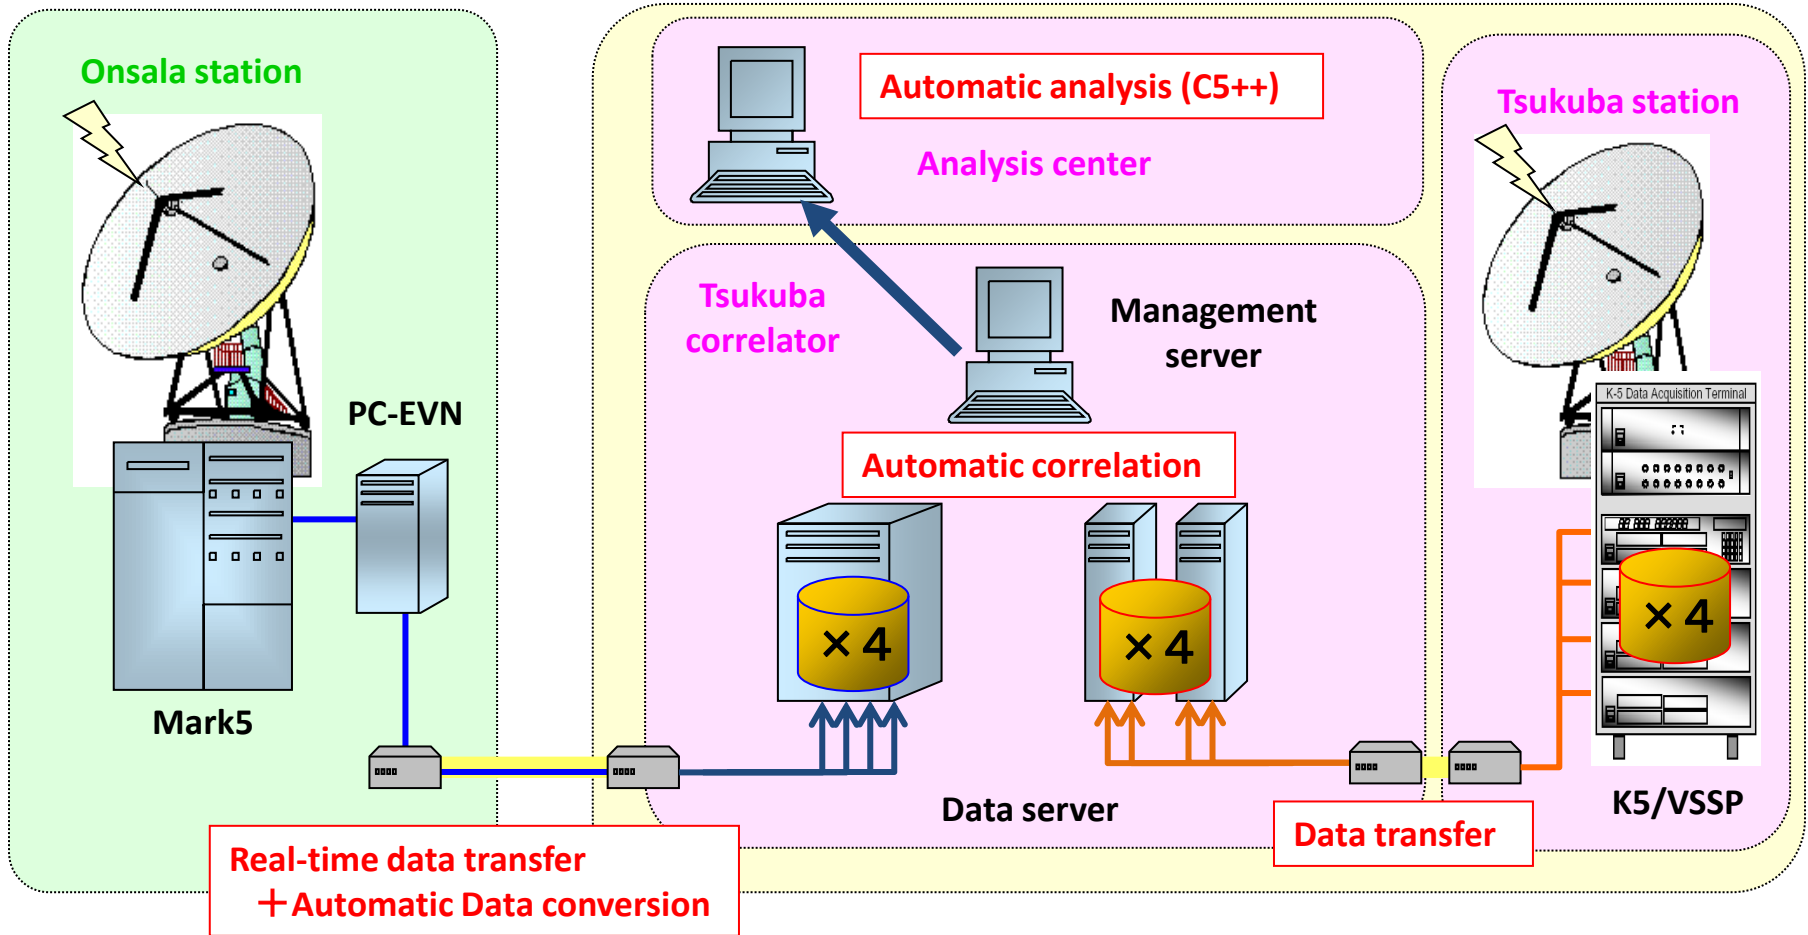 Onsala station
PC-EVN
Mark5
Real-time data transfer
＋Automatic Data conversion
Automatic analysis (C5++)
Analysis center
Tsukuba
correlator
Management
server
Automatic correlation
×4
×4
Data server
Data transfer
Tsukuba station
K-5 Data Acquisition Terminal
×4
K5/VSSP